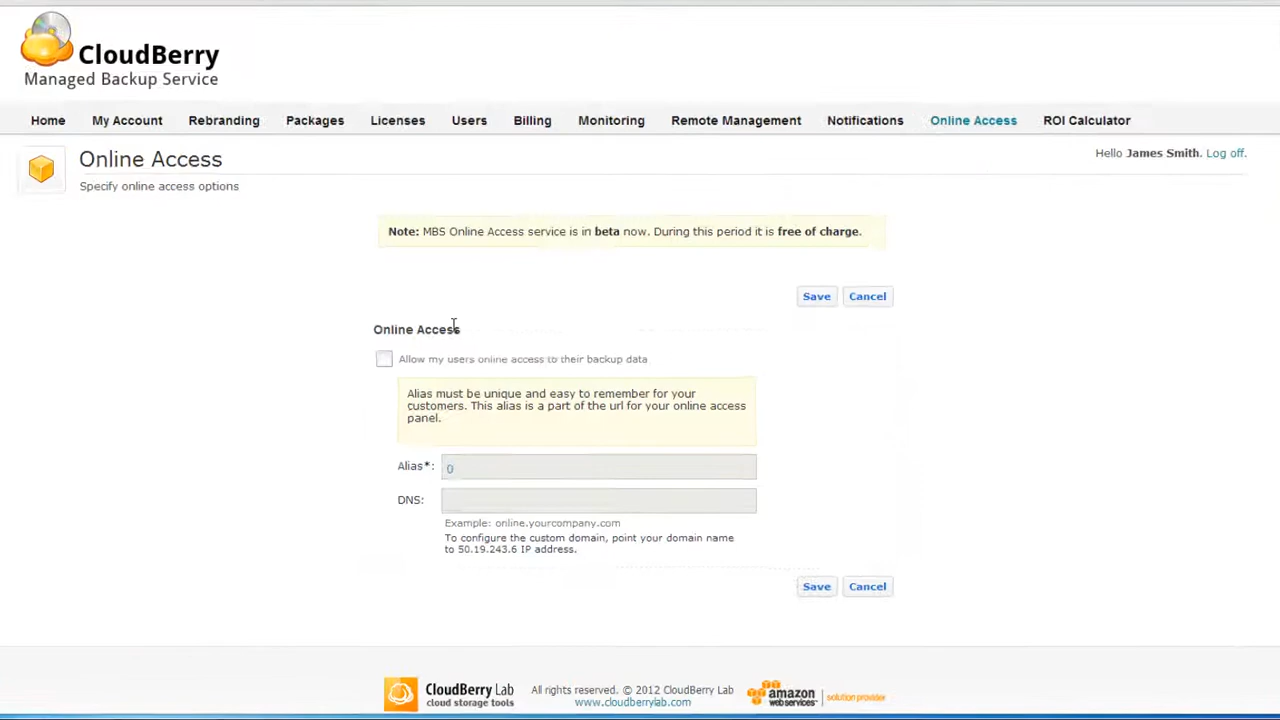 CloudBerry
Managed Backup Service
Home My Account Rebranding Packages Licenses Users Billing Monitoring Remote Management Notifications Online Access ROI Calculator
Online Access
Hello James Smith. Log off.
Specify online access options
Note: MBS Online Access service is in beta now. During this period it is free of charge.
Save Cancel
Online Access
Allow my users online access to their backup data
Alias must be unique and easy to remember for your
customers. This alias is a part of the url for your online access
panel.
Alias*: 0
DNS:
Example: online.yourcompany.com
To configure the custom domain, point your domain name
to 50.19.243.6 IP address.
Save Cancel
CloudBerry Lab
cloud storage tools
All rights reserved. © 2012 CloudBerry Lab
www.cloudberrylab.com
amazon
webservices
solution provider